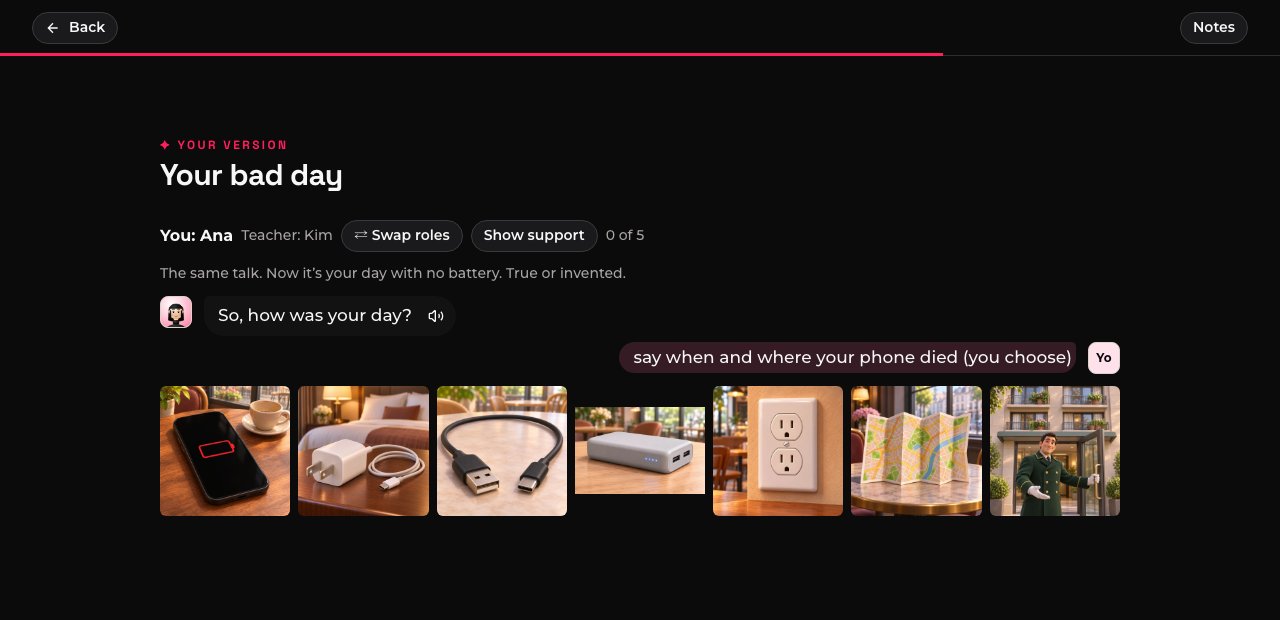 Back
Notes
YOUR VERSION
Your bad day
You: Ana Teacher: Kim Swap roles Show support 0 of 5
The same talk. Now it’s your day with no battery. True or invented.
So, how was your day?
say when and where your phone died (you choose) Yo